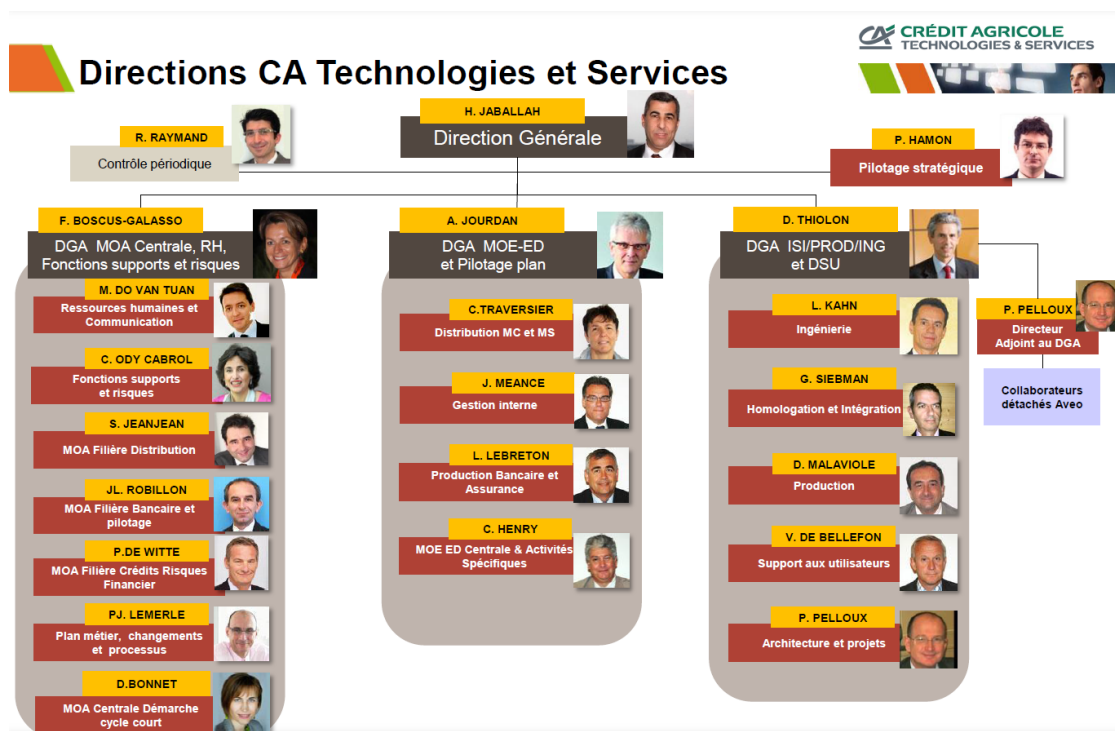 CRÉDIT AGRICOLE
TECHNOLOGIES & SERVICES
Directions CA Technologies et Services
H. JABALLAH
Direction Générale
R. RAYMAND
Contrôle périodique
P. HAMON
Pilotage stratégique
F. BOSCUS-GALASSO
DGA MOA Centrale, RH,
Fonctions supports et risques
M. DO VAN TUAN
Ressources humaines et
Communication
C. ODY CABROL
Fonctions supports
et risques
S. JEANJEAN
MOA Filière Distribution
JL. ROBILLON
MOA Filière Bancaire et
pilotage
P.DE WITTE
MOA Filière Crédits Risques
Financier
PJ. LEMERLE
Plan métier, changements
et processus
D.BONNET
MOA Centrale Démarche
cycle court
A. JOURDAN
DGA MOE-ED
et Pilotage plan
C.TRAVERSIER
Distribution MC et MS
J. MEANCE
Gestion interne
L. LEBRETON
Production Bancaire et
Assurance
C. HENRY
MOE ED Centrale & Activités
Spécifiques
D. THIOLON
DGA ISI/PROD/ING
et DSU
L. KAHN
Ingénierie
G. SIEBMAN
Homologation et Intégration
D. MALAVIOLE
Production
V. DE BELLEFON
Support aux utilisateurs
P. PELLOUX
Architecture et projets
P. PELLOUX
Directeur
Adjoint au DGA
Collaborateurs
détachés Aveo